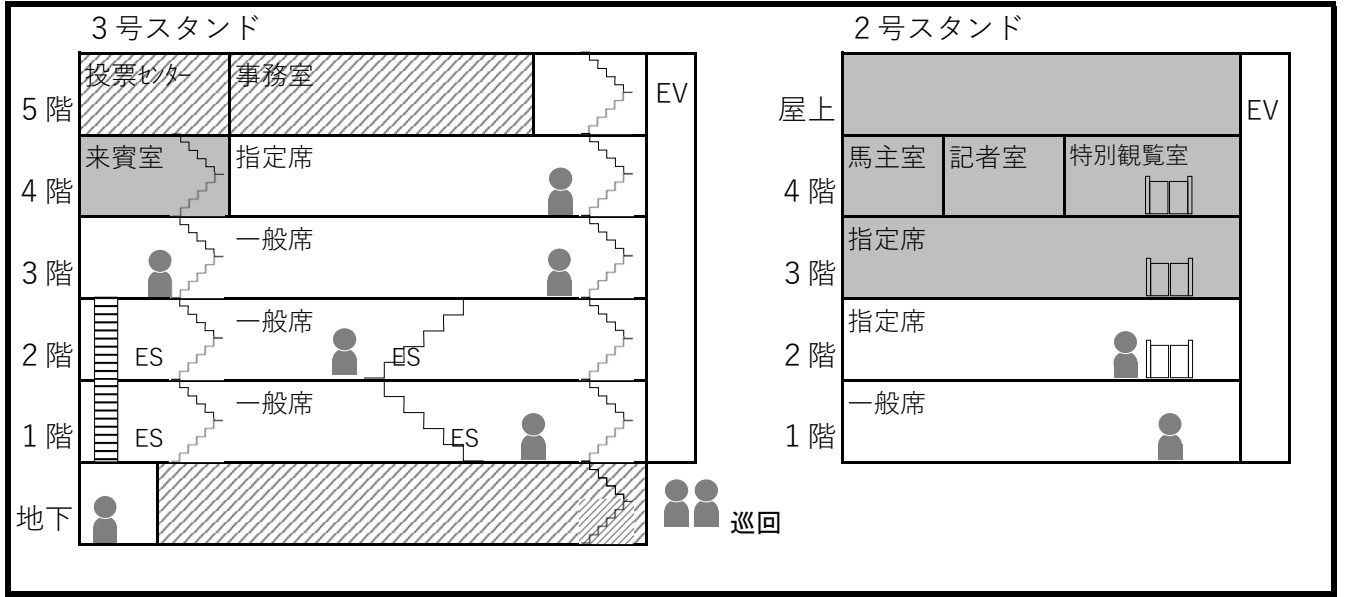 ３号スタンド
２号スタンド
投票ｾﾝﾀｰ
事務室
EV
5 階
来賓室
指定席
4 階
一般席
3 階
一般席
ES
ES
2 階
一般席
ES
ES
1 階
地下
巡回
EV
屋上
馬主室
記者室
特別観覧室
4 階
指定席
3 階
指定席
2 階
一般席
1 階